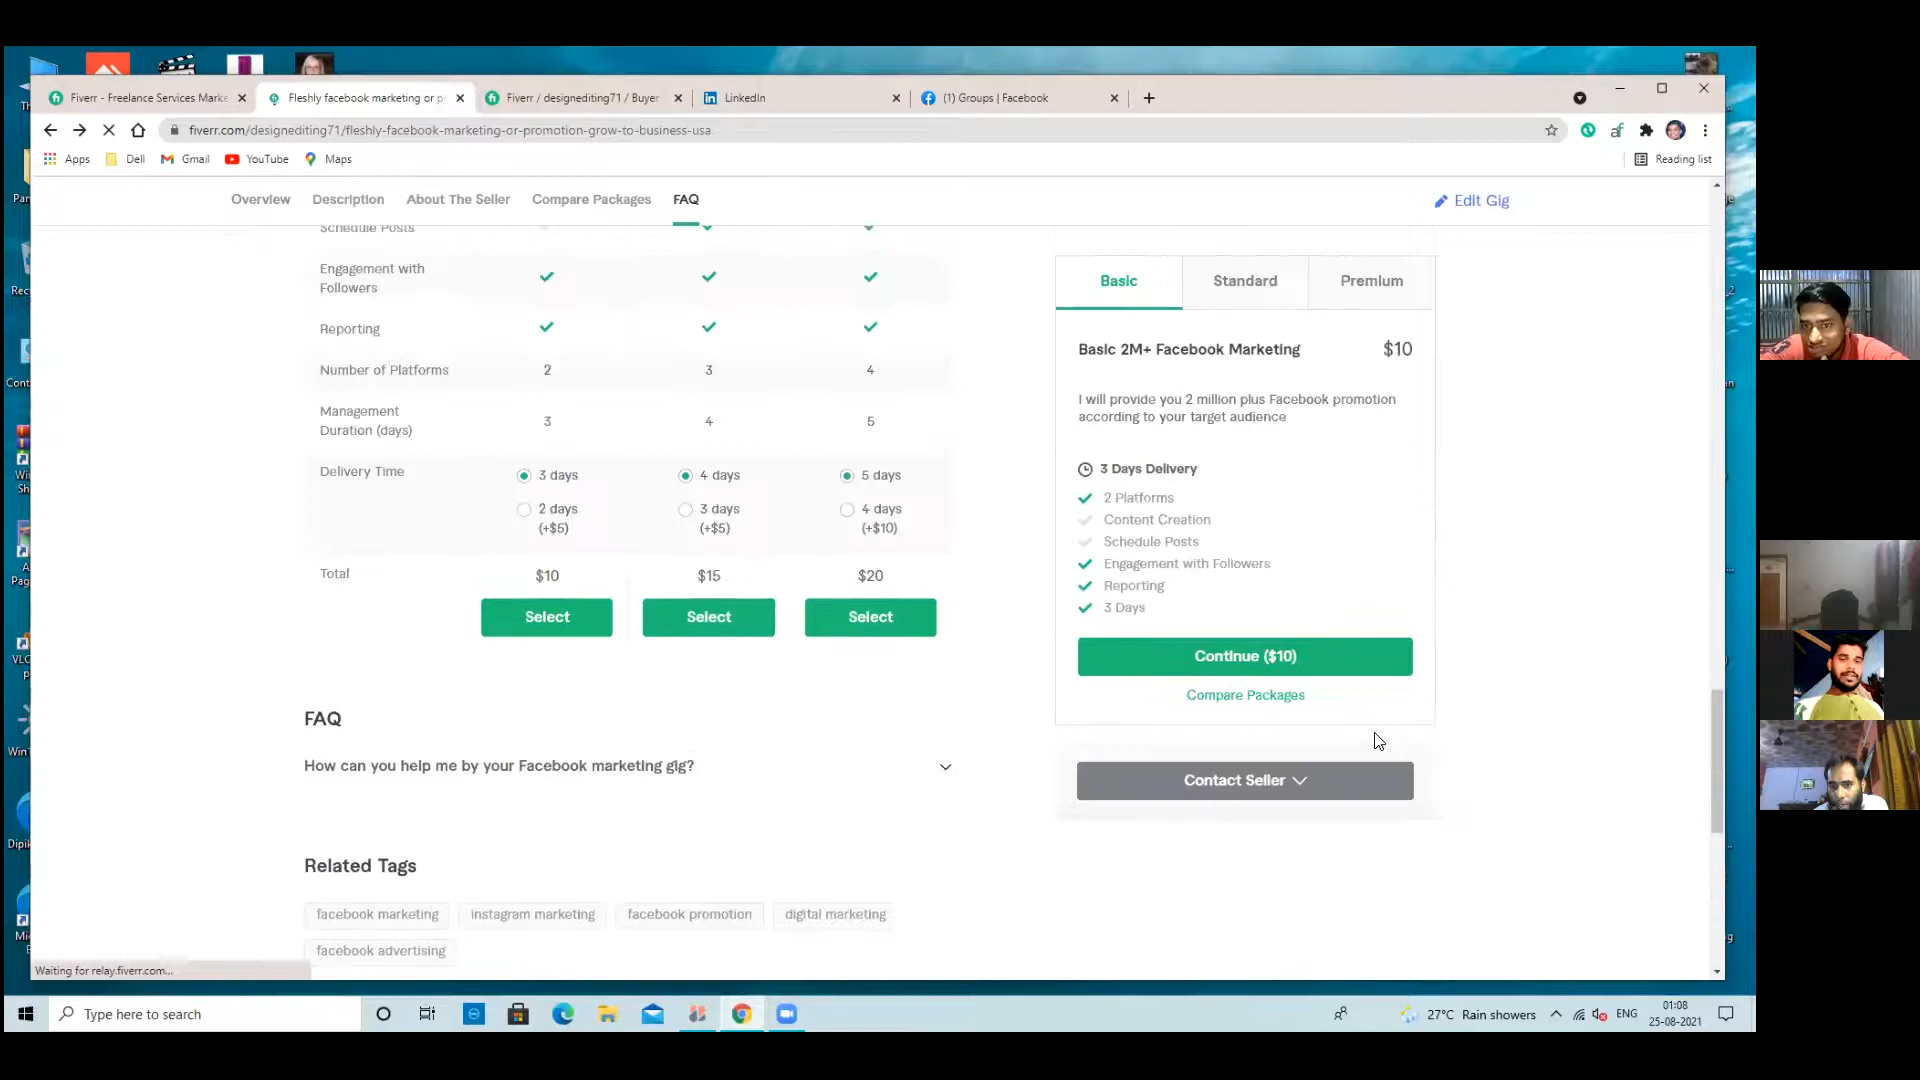 Fiverr - Freelance Services Marke
Fleshly facebook marketing or p
Fiverr / designediting71 / Buyer
LinkedIn
(1) Groups | Facebook
fiverr.com/designediting71/fleshly-facebook-marketing-or-promotion-grow-to-business-usa
Apps
Dell
Gmail
YouTube
Maps
Reading list
Overview
Description
About The Seller
Compare Packages
FAQ
Edit Gig
Schedule Posts
Engagement with
Followers
Reporting
Number of Platforms
2
3
4
Management
Duration (days)
3
4
5
Delivery Time
3 days
4 days
5 days
2 days
(+$5)
3 days
(+$5)
4 days
(+$10)
Total
$10
$15
$20
Select
Select
Select
FAQ
How can you help me by your Facebook marketing gig?
Related Tags
facebook marketing
instagram marketing
facebook promotion
digital marketing
facebook advertising
Basic
Standard
Premium
Basic 2M+ Facebook Marketing
$10
I will provide you 2 million plus Facebook promotion
according to your target audience
3 Days Delivery
2 Platforms
Content Creation
Schedule Posts
Engagement with Followers
Reporting
3 Days
Continue ($10)
Compare Packages
Contact Seller
Waiting for relay.fiverr.com...
Type here to search
27°C Rain showers
ENG
01:08
25-08-2021